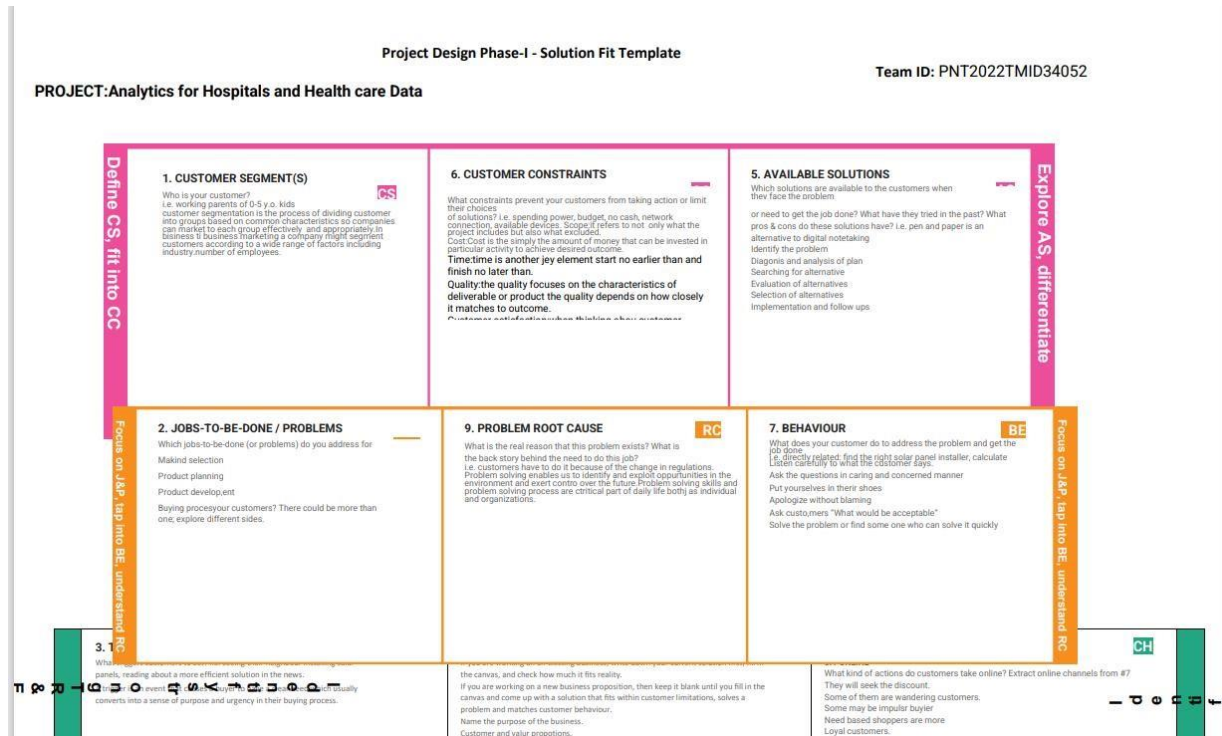 Project Design Phase-I - Solution Fit Template
Team ID: PNT2022TMID34052
PROJECT:Analytics for Hospitals and Health care Data
Define CS, fit into CC
1. CUSTOMER SEGMENT(S)
CS
Who is your customer?
i.e. working parents of 0-5 y.o. kids
customer segmentation is the process of dividing customer
into groups based on common characteristics so companies
can market to each group effectively and appropriately.In
bisiness ti business marketing a company might segment
customers according to a wide range of factors including
industry.number of employees.
6. CUSTOMER CONSTRAINTS
What constraints prevent your customers from taking action or limit
their choices
of solutions? i.e. spending power, budget, no cash, network
connection, available devices. Scope;it refers to not only what the
project includes but also what excluded.
Cost:Cost is the simply the amount of money that can be invested in
particular activity to achieve desired outcome.
Time:time is another jey element start no earlier than and
finish no later than.
Quality:the quality focuses on the characteristics of
deliverable or product the quality depends on how closely
it matches to outcome.
5. AVAILABLE SOLUTIONS
Which solutions are available to the customers when
they face the problem
or need to get the job done? What have they tried in the past? What
pros & cons do these solutions have? i.e. pen and paper is an
alternative to digital notetaking
Identify the problem
Diagonis and analysis of plan
Searching for alternative
Evaluation of alternatives
Selection of alternatives
Implementation and follow ups
Explore AS, differentiate
Focus on J&P, tap into BE, understand RC
2. JOBS-TO-BE-DONE / PROBLEMS
Which jobs-to-be-done (or problems) do you address for
Makind selection
Product planning
Product develop,ent
Buying procesyour customers? There could be more than
one; explore different sides.
9. PROBLEM ROOT CAUSE
RC
What is the real reason that this problem exists? What is
the back story behind the need to do this job?
i.e. customers have to do it because of the change in regulations.
Problem solving enables us to identify and exploit oppurtunities in the
environment and exert contro over the future.Problem solving skills and
problem solving process are ctritical part of daily life bothj as individual
and organizations.
7. BEHAVIOUR
BE
What does your customer do to address the problem and get the
job done
i.e. directly related: find the right solar panel installer, calculate
Listen carefully to what the customer says.
Ask the questions in caring and concerned manner
Put yourselves in therir shoes
Apologize without blaming
Ask custo,mers “What would be acceptable”
Solve the problem or find some one who can solve it quickly
Focus on J&P, tap into BE, understand RC
3. T
panels, reading about a more efficient solution in the news.
converts into a sense of purpose and urgency in their buying process.
the canvas, and check how much it fits reality.
If you are working on a new business proposition, then keep it blank until you fill in the
canvas and come up with a solution that fits within customer limitations, solves a
problem and matches customer behaviour.
Name the purpose of the business.
Customer and valur propotions.
CH
What kind of actions do customers take online? Extract online channels from #7
They will seek the discount.
Some of them are wandering customers.
Some may be impulsr buyier
Need based shoppers are more
Loyal customers.